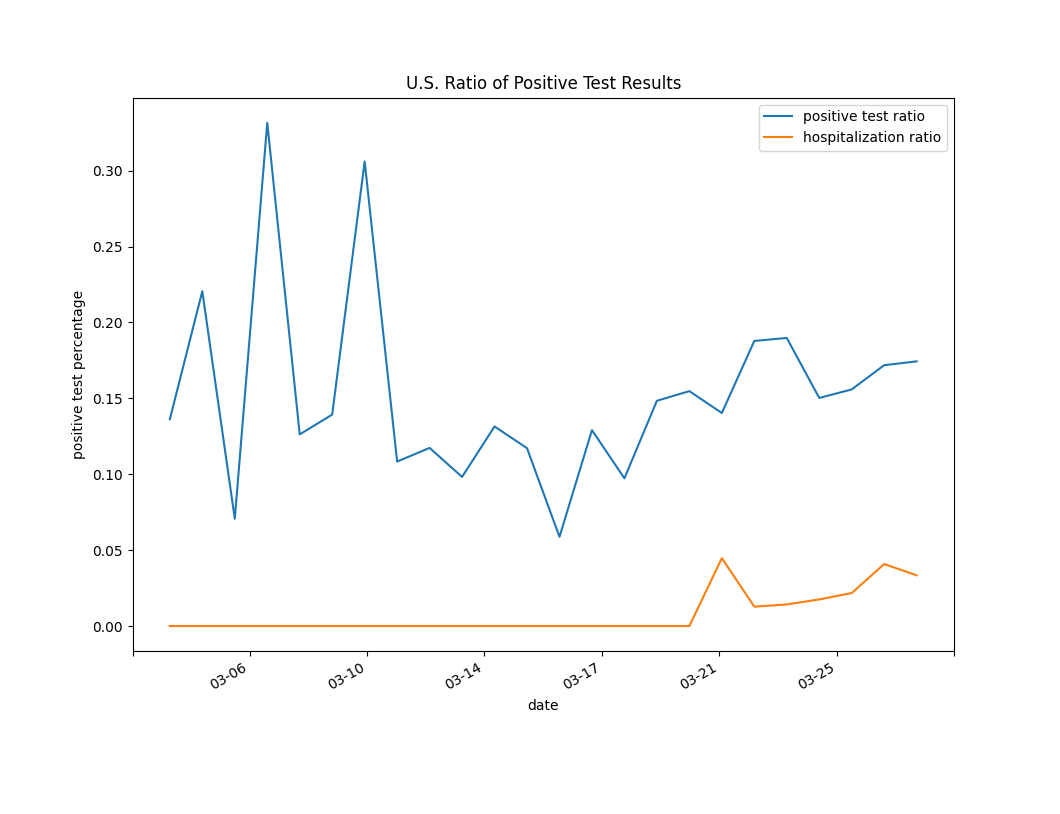 U.S. Ratio of Positive Test Results
positive test ratio
hospitalization ratio
positive test percentage
0.30
0.25
0.20
0.15
0.10
0.05
0.00
03-06
03-10
03-14
03-17
03-21
03-25
date